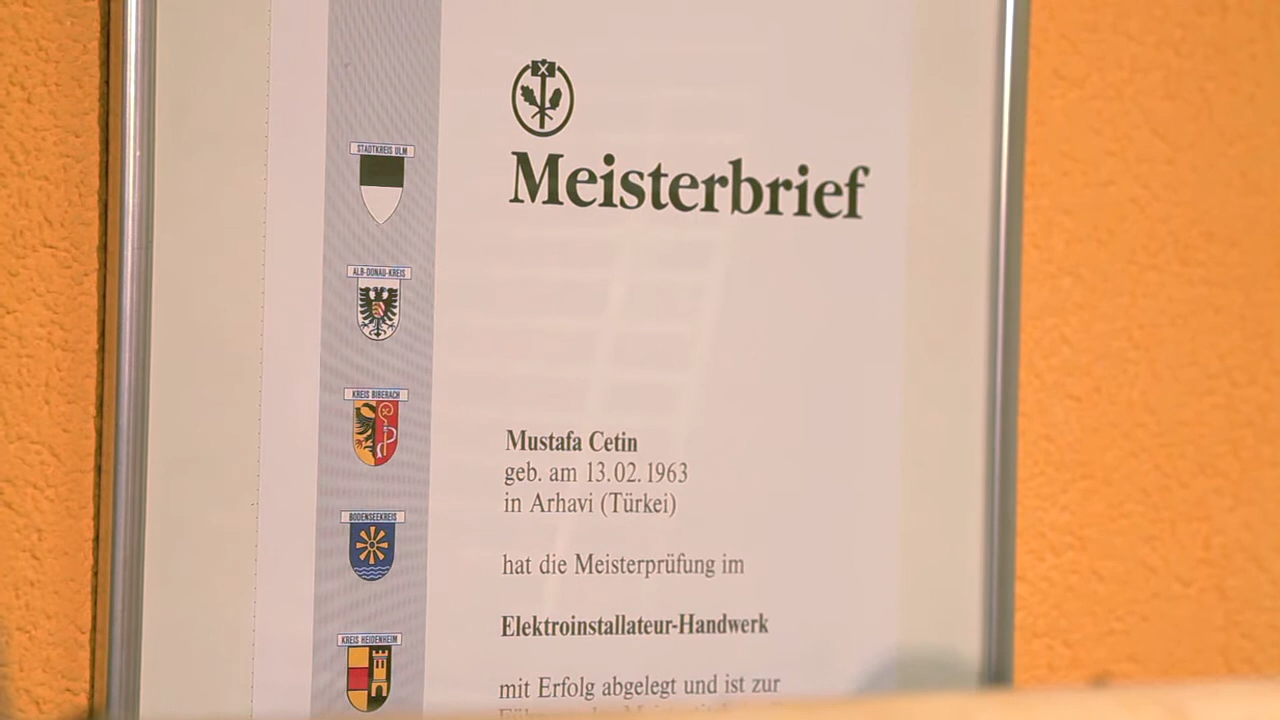 STADTKREIS ULM
ALB-DONAU-KREIS
KREIS BIBERACH
BODENSEEKREIS
KREIS HEIDENHEIM
Meisterbrief
Mustafa Cetin
geb. am 13.02.1963
in Arhavi (Türkei)
hat die Meisterprüfung im
Elektroinstallateur-Handwerk
mit Erfolg abgelegt und ist zur